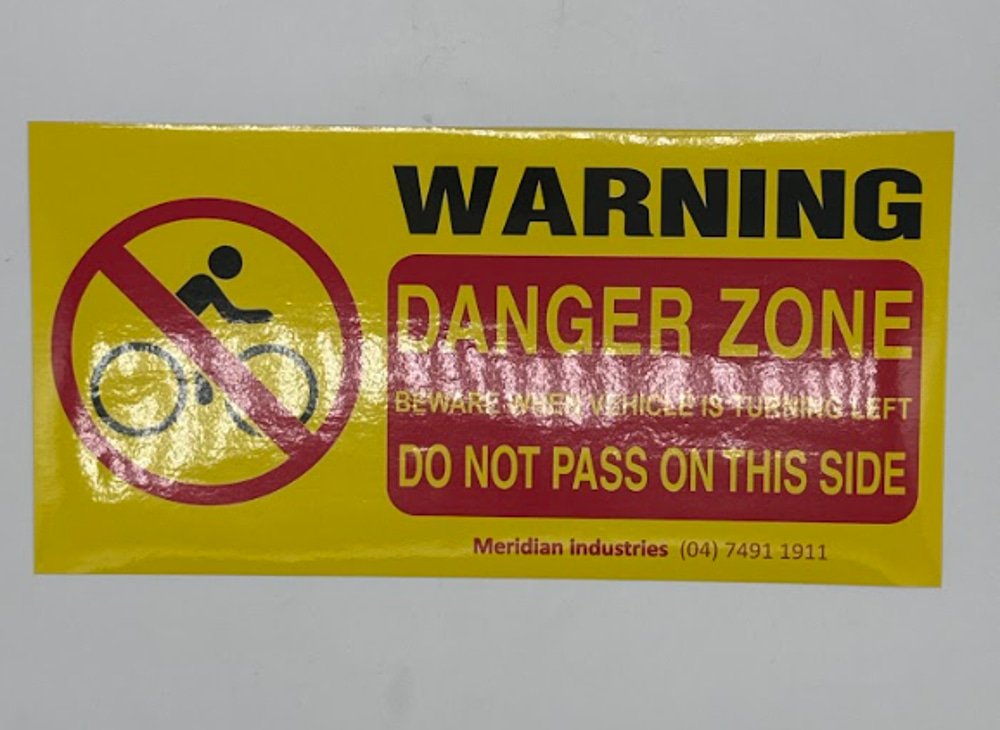 WARNING
DANGER ZONE
BEWARE WHEN VEHICLE IS TURNING LEFT
DO NOT PASS ON THIS SIDE
Meridian industries (04) 7491 1911